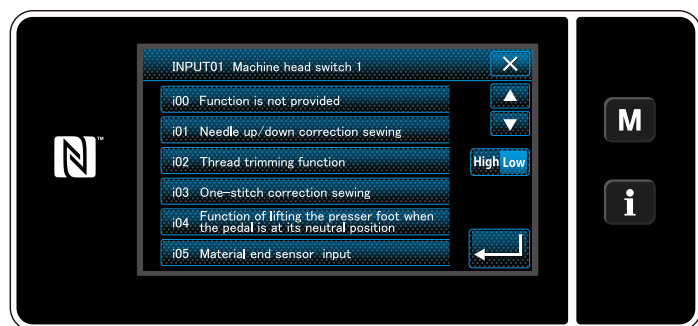 INPUT01 Machine head switch 1
i00 Function is not provided
i01 Needle up/down correction sewing
i02 Thread trimming function
High Low
i03 One-stitch correction sewing
i04 Function of lifting the presser foot when
the pedal is at its neutral position
i05 Material end sensor input
N
TM
M
i